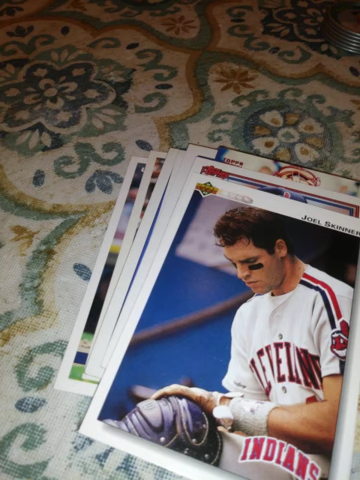 TOPPS
UPPER DECK
JOEL SKINNER
CLEVELAND
INDIANS